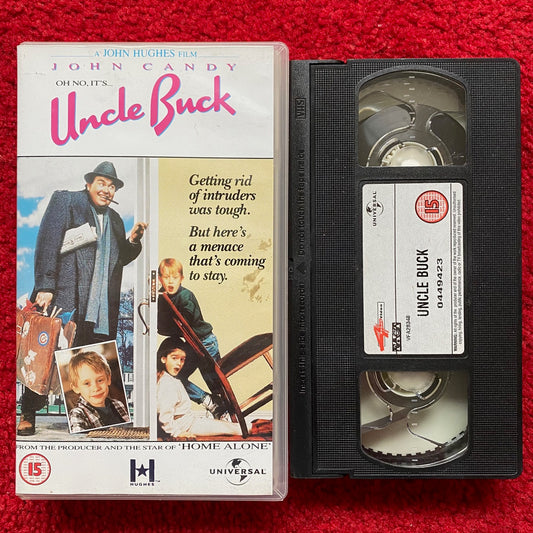 A JOHN HUGHES FILM
JOHN CANDY
OH NO, IT'S...
Uncle Buck
Getting rid
of intruders
was tough.
But here's
a menace
that's coming
to stay.
FROM THE PRODUCER AND THE STAR OF 'HOME ALONE'
15
HUGHES™
UNIVERSAL
VHS
15
UNIVERSAL
UNCLE BUCK
0449423
VFA29348